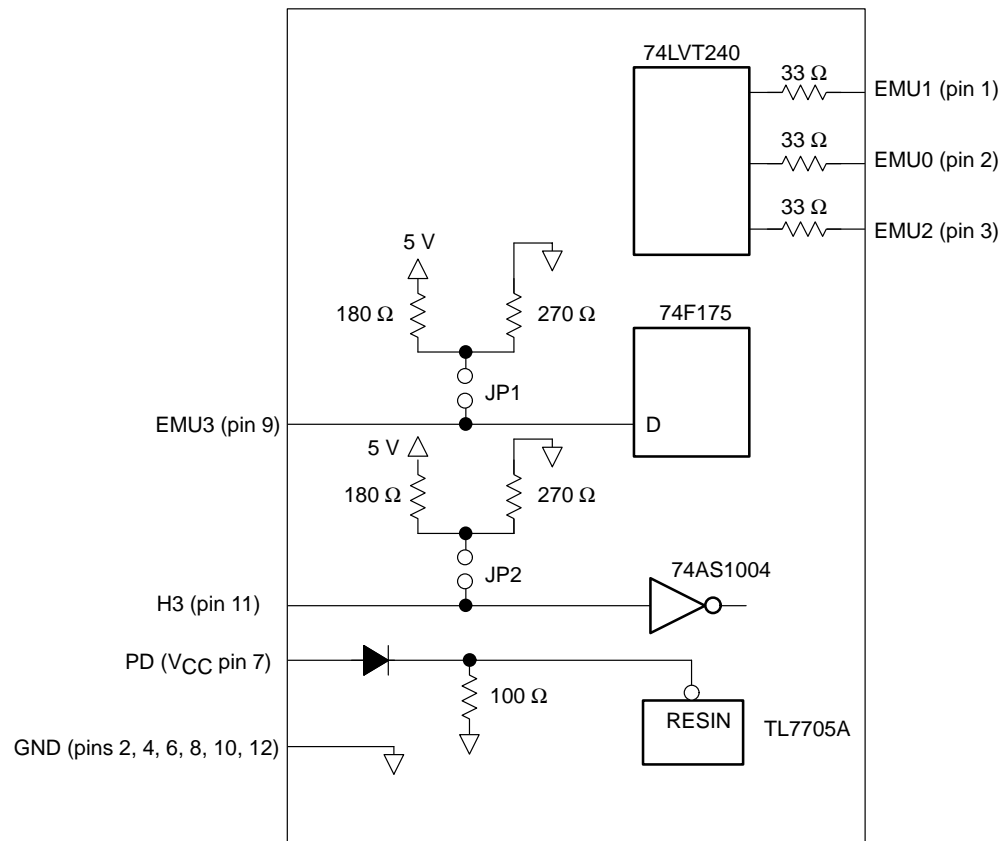 74LVT240
33 Ω
EMU1 (pin 1)
33 Ω
EMU0 (pin 2)
33 Ω
EMU2 (pin 3)
5 V
180 Ω
270 Ω
74F175
JP1
EMU3 (pin 9)
D
5 V
180 Ω
270 Ω
JP2
74AS1004
H3 (pin 11)
PD (VCC pin 7)
100 Ω
RESIN
TL7705A
GND (pins 2, 4, 6, 8, 10, 12)